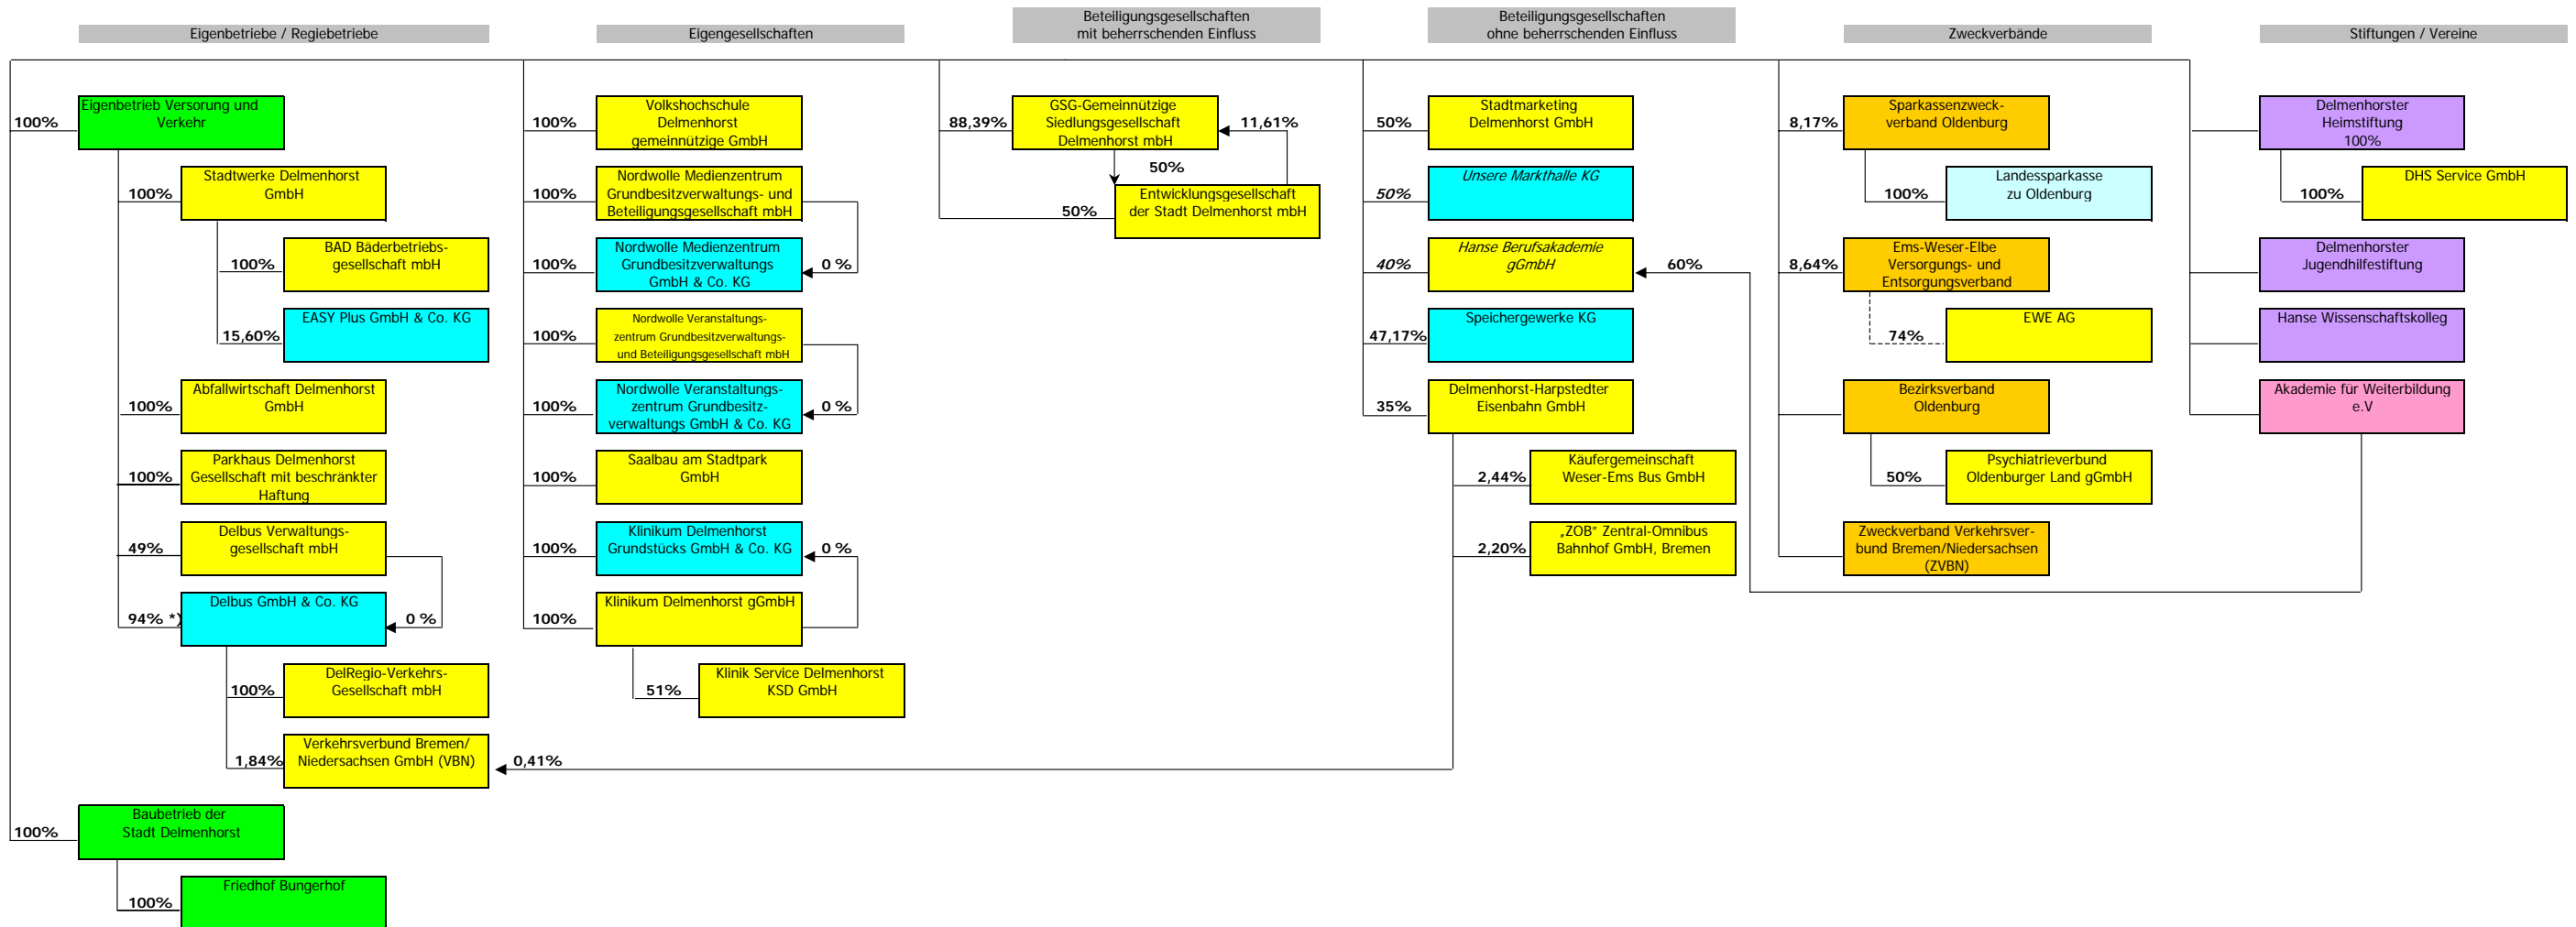 Eigenbetriebe / Regiebetriebe
Eigengesellschaften
Beteiligungsgesellschaften
mit beherrschenden Einfluss
Beteiligungsgesellschaften
ohne beherrschenden Einfluss
Zweckverbände
Stiftungen / Vereine
100%
Eigenbetrieb Versorung und
Verkehr
100%
Stadtwerke Delmenhorst
GmbH
100%
BAD Bäderbetriebs-
gesellschaft mbH
15,60%
EASY Plus GmbH & Co. KG
100%
Abfallwirtschaft Delmenhorst
GmbH
100%
Parkhaus Delmenhorst
Gesellschaft mit beschränkter
Haftung
49%
Delbus Verwaltungs-
gesellschaft mbH
94% *)
Delbus GmbH & Co. KG
0 %
100%
DelRegio-Verkehrs-
Gesellschaft mbH
1,84%
Verkehrsverbund Bremen/
Niedersachsen GmbH (VBN)
0,41%
100%
Baubetrieb der
Stadt Delmenhorst
100%
Friedhof Bungerhof
100%
Volkshochschule
Delmenhorst
gemeinnützige GmbH
100%
Nordwolle Medienzentrum
Grundbesitzverwaltungs- und
Beteiligungsgesellschaft mbH
100%
Nordwolle Medienzentrum
Grundbesitzverwaltungs
GmbH & Co. KG
0 %
100%
Nordwolle Veranstaltungs-
zentrum Grundbesitzverwaltungs-
und Beteiligungsgesellschaft mbH
100%
Nordwolle Veranstaltungs-
zentrum Grundbesitz-
verwaltungs GmbH & Co. KG
0 %
100%
Saalbau am Stadtpark
GmbH
100%
Klinikum Delmenhorst
Grundstücks GmbH & Co. KG
0 %
100%
Klinikum Delmenhorst gGmbH
51%
Klinik Service Delmenhorst
KSD GmbH
88,39%
GSG-Gemeinnützige
Siedlungsgesellschaft
Delmenhorst mbH
11,61%
50%
50%
Entwicklungsgesellschaft
der Stadt Delmenhorst mbH
50%
Stadtmarketing
Delmenhorst GmbH
50%
Unsere Markthalle KG
40%
Hanse Berufsakademie
gGmbH
60%
47,17%
Speichergewerke KG
35%
Delmenhorst-Harpstedter
Eisenbahn GmbH
2,44%
Käufergemeinschaft
Weser-Ems Bus GmbH
2,20%
„ZOB" Zentral-Omnibus
Bahnhof GmbH, Bremen
8,17%
Sparkassenzweck-
verband Oldenburg
100%
Landessparkasse
zu Oldenburg
8,64%
Ems-Weser-Elbe
Versorgungs- und
Entsorgungsverband
74%
EWE AG
Bezirksverband
Oldenburg
50%
Psychiatrieverbund
Oldenburger Land gGmbH
Zweckverband Verkehrsver-
bund Bremen/Niedersachsen
(ZVBN)
Delmenhorster
Heimstiftung
100%
100%
DHS Service GmbH
Delmenhorster
Jugendhilfestiftung
Hanse Wissenschaftskolleg
Akademie für Weiterbildung
e.V